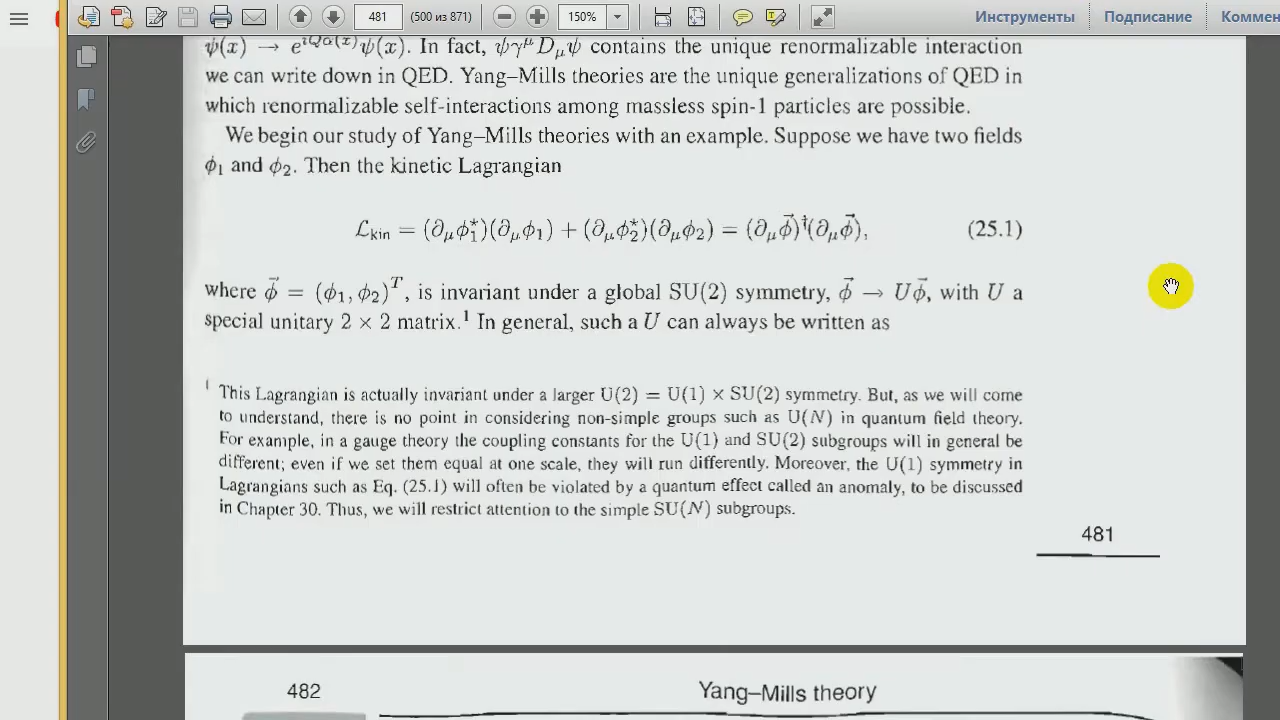 481 (500 из 871) 150% Инструменты Подписание Коммен
ψ(x) → e^{iQα(x)}ψ(x). In fact, ψ̄γ^μ D_μ ψ contains the unique renormalizable interaction
we can write down in QED. Yang–Mills theories are the unique generalizations of QED in
which renormalizable self-interactions among massless spin-1 particles are possible.
We begin our study of Yang–Mills theories with an example. Suppose we have two fields
ϕ₁ and ϕ₂. Then the kinetic Lagrangian
ℒ_kin = (∂_μ ϕ₁*)(∂_μ ϕ₁) + (∂_μ ϕ₂*)(∂_μ ϕ₂) = (∂_μ ϕ⃗)†(∂_μ ϕ⃗), (25.1)
where ϕ⃗ = (ϕ₁, ϕ₂)^T, is invariant under a global SU(2) symmetry, ϕ⃗ → Uϕ⃗, with U a
special unitary 2 × 2 matrix.¹ In general, such a U can always be written as
¹ This Lagrangian is actually invariant under a larger U(2) = U(1) × SU(2) symmetry. But, as we will come
to understand, there is no point in considering non-simple groups such as U(N) in quantum field theory.
For example, in a gauge theory the coupling constants for the U(1) and SU(2) subgroups will in general be
different; even if we set them equal at one scale, they will run differently. Moreover, the U(1) symmetry in
Lagrangians such as Eq. (25.1) will often be violated by a quantum effect called an anomaly, to be discussed
in Chapter 30. Thus, we will restrict attention to the simple SU(N) subgroups.
481
482 Yang–Mills theory